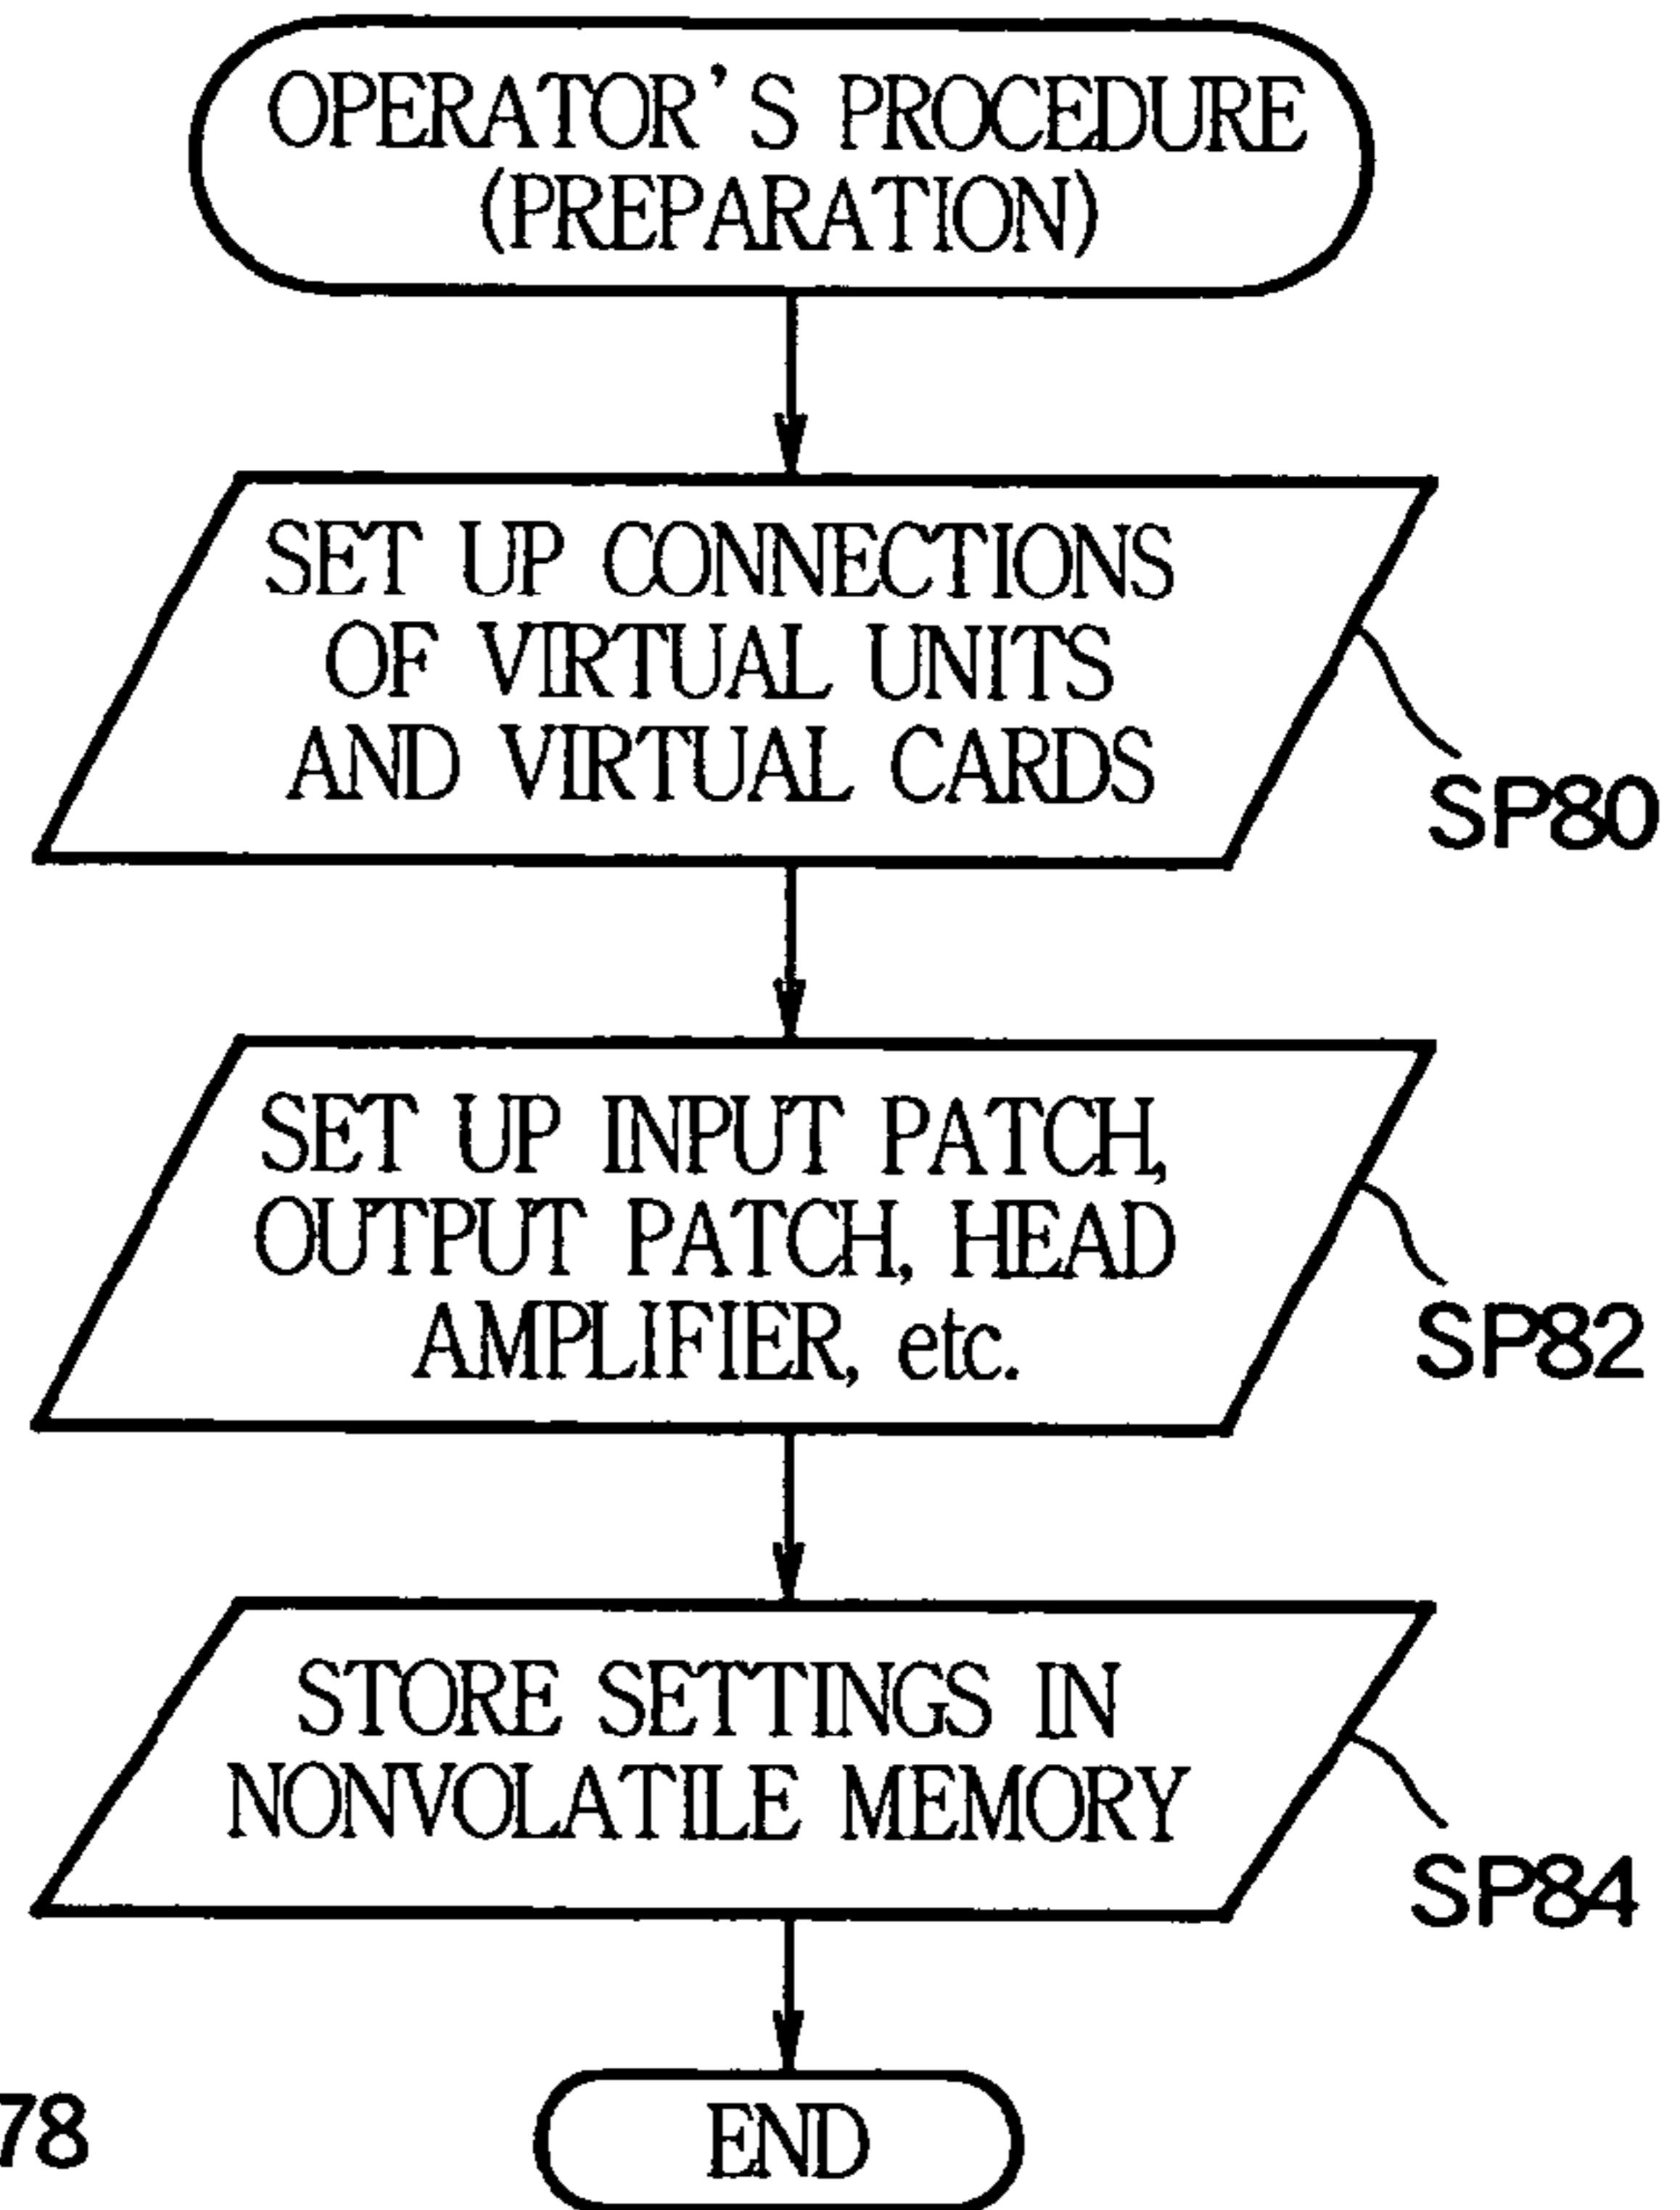 OPERATOR'S PROCEDURE
(PREPARATION)
SET UP CONNECTIONS
OF VIRTUAL UNITS
AND VIRTUAL CARDS
SP80
SET UP INPUT PATCH,
OUTPUT PATCH, HEAD
AMPLIFIER, etc.
SP82
STORE SETTINGS IN
NONVOLATILE MEMORY
SP84
78
END